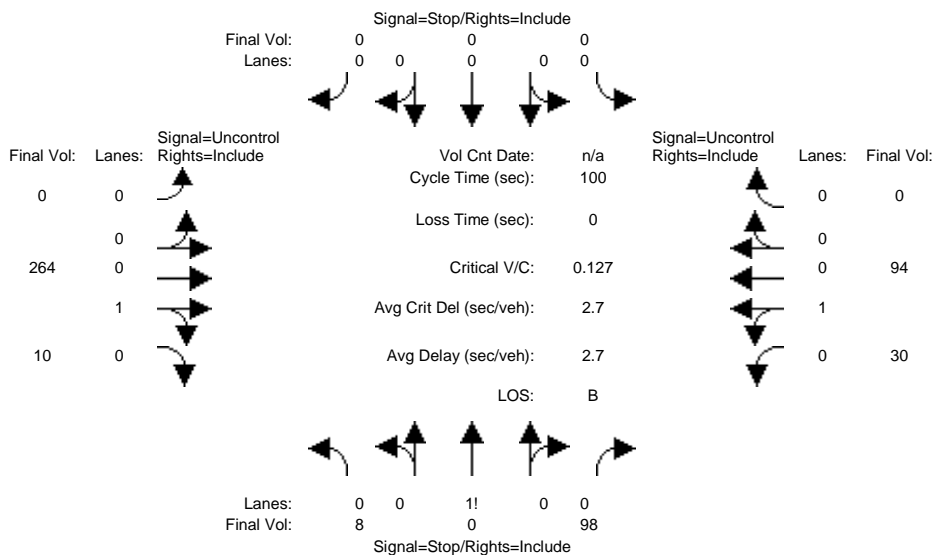 Signal=Stop/Rights=Include
Final Vol: 0 0 0
Lanes: 0 0 0 0 0
Signal=Uncontrol Signal=Uncontrol
Final Vol: Lanes: Rights=Include Vol Cnt Date: n/a Rights=Include Lanes: Final Vol:
Cycle Time (sec): 100
0 0 0 0
Loss Time (sec): 0
0 0
264 0 Critical V/C: 0.127 0 94
1 Avg Crit Del (sec/veh): 2.7 1
10 0 Avg Delay (sec/veh): 2.7 0 30
LOS: B
Lanes: 0 0 1! 0 0
Final Vol: 8 0 98
Signal=Stop/Rights=Include